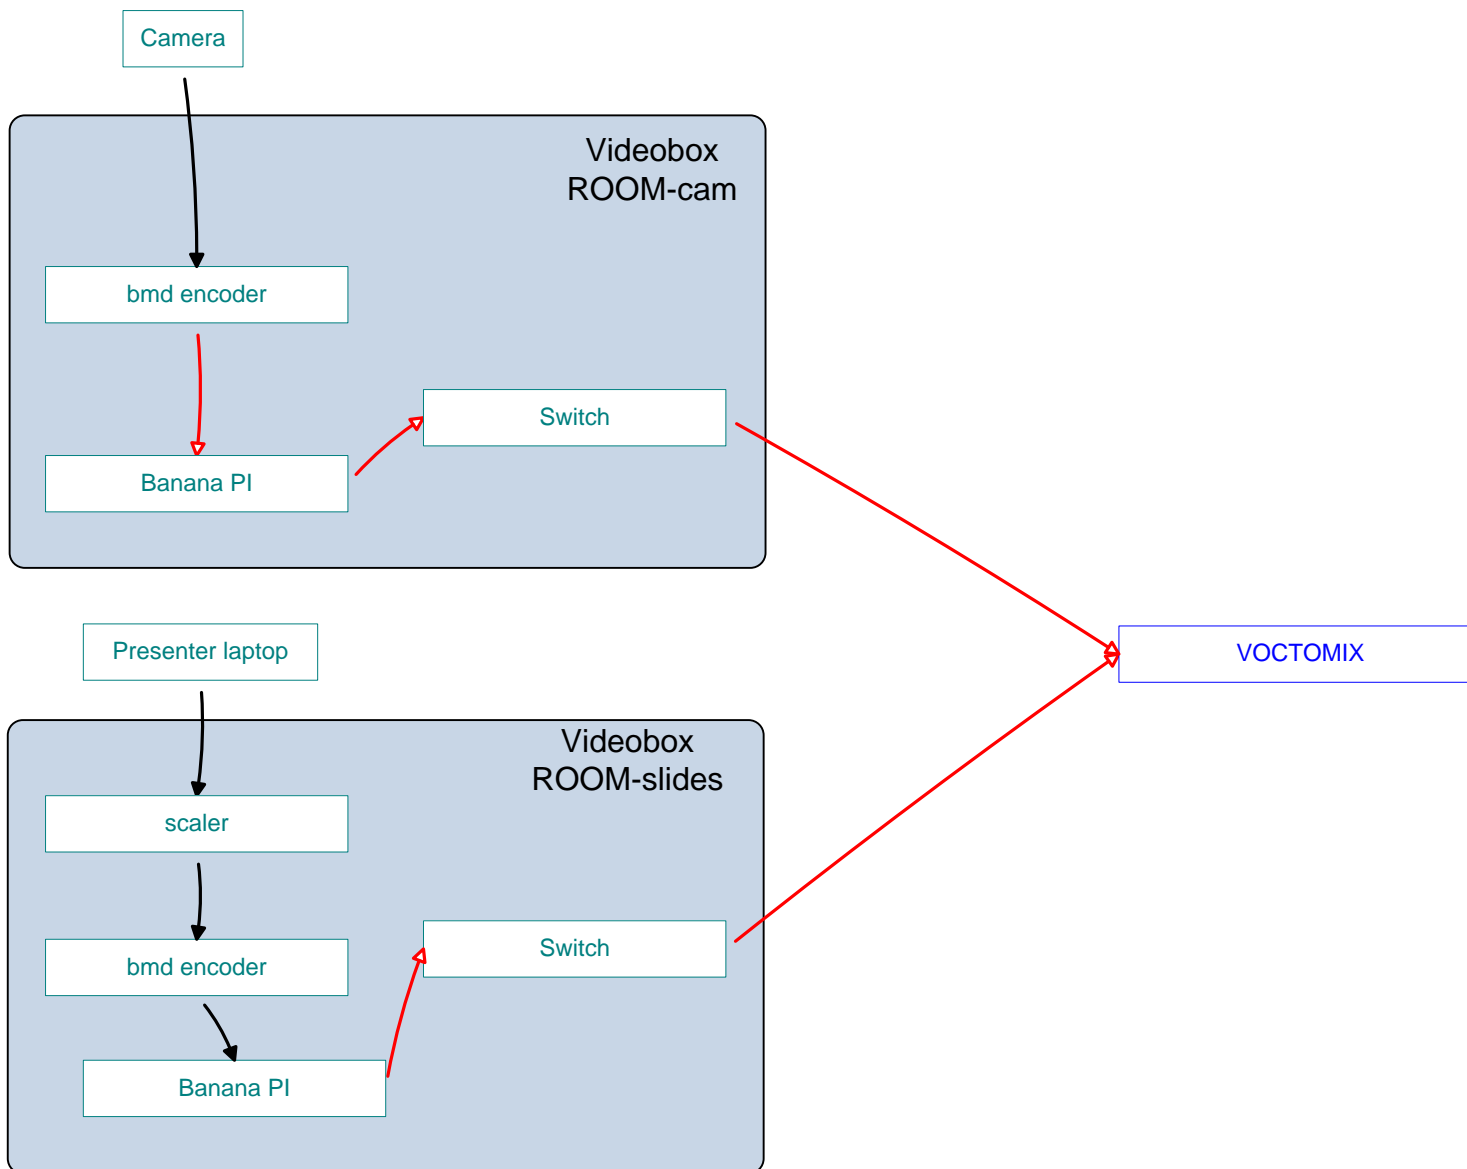 Camera
Videobox
ROOM-cam
bmd encoder
Switch
Banana PI
Presenter laptop
VOCTOMIX
Videobox
ROOM-slides
scaler
Switch
bmd encoder
Banana PI